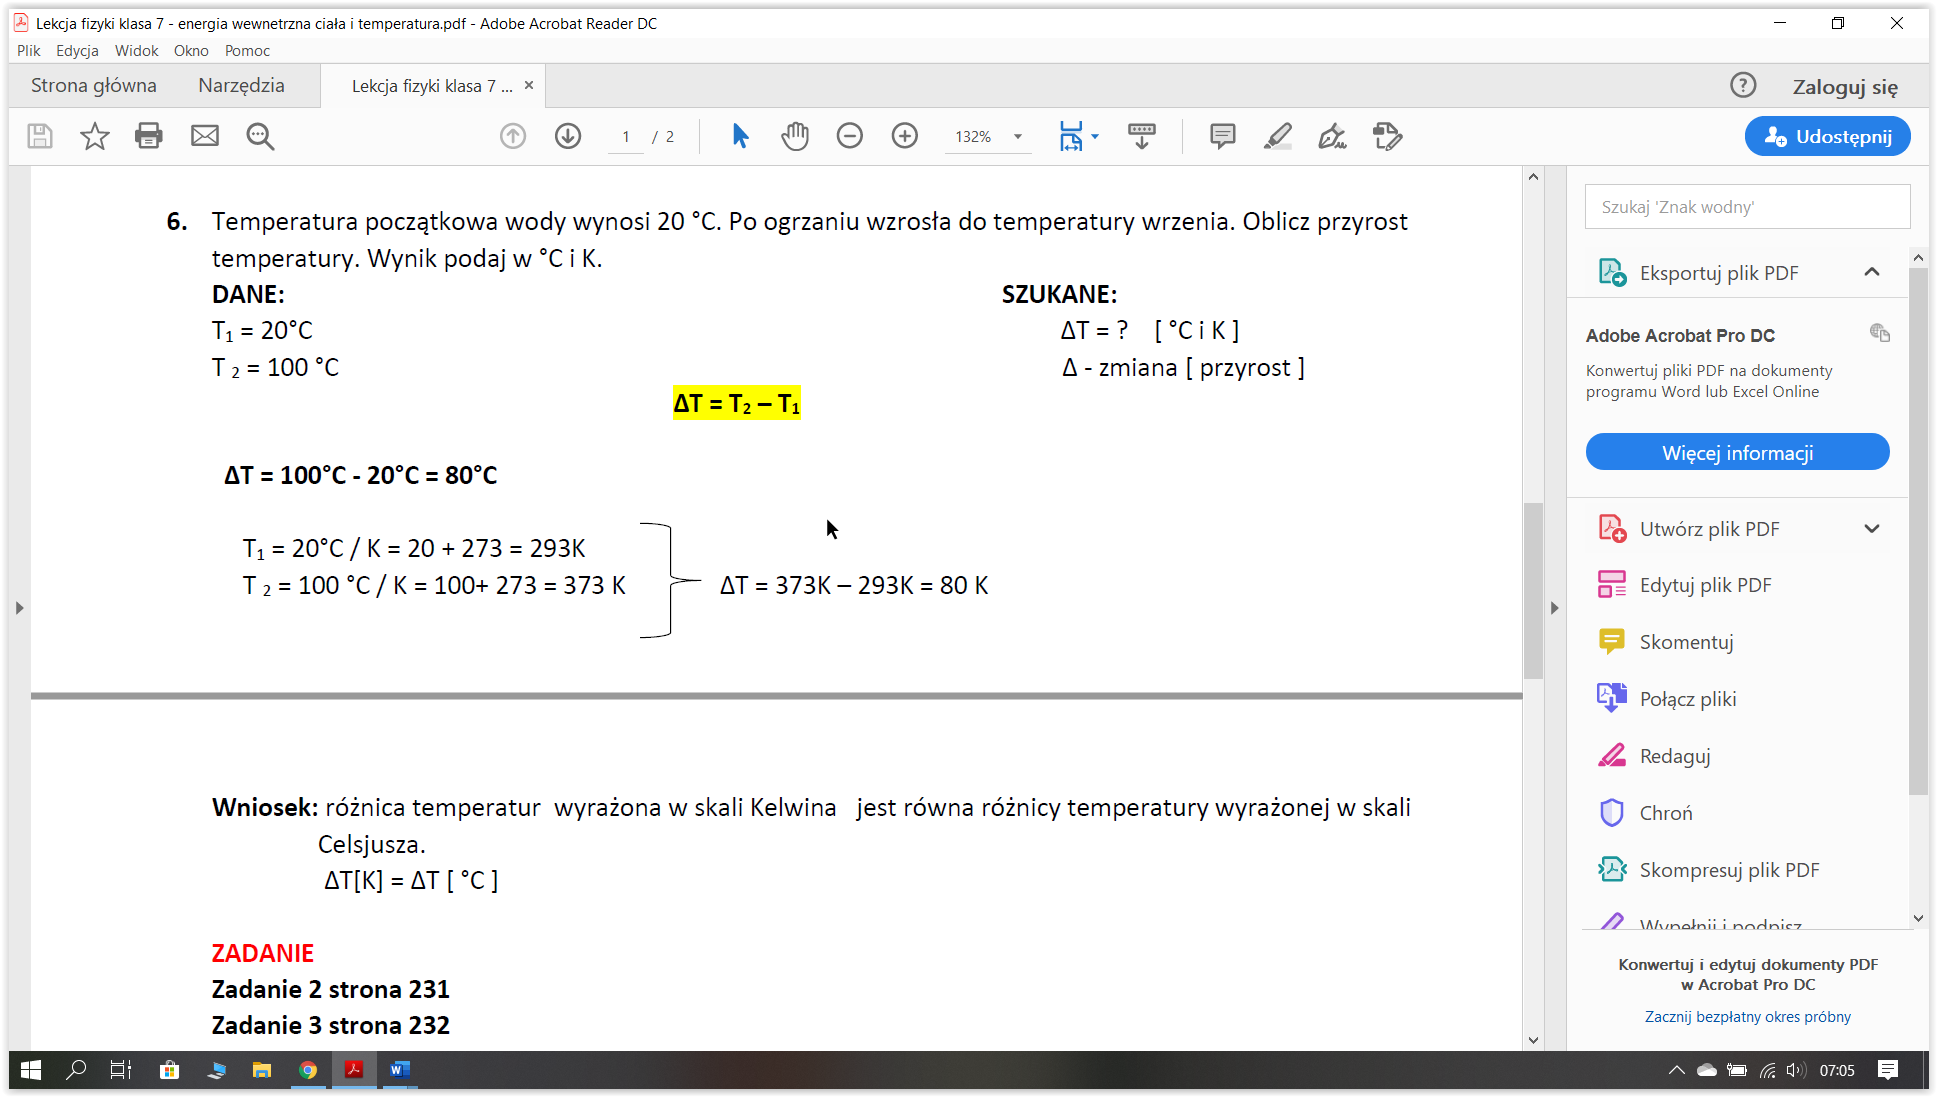 Lekcja fizyki klasa 7 - energia wewnetrzna ciała i temperatura.pdf - Adobe Acrobat Reader DC
Plik Edycja Widok Okno Pomoc
Strona główna Narzędzia Lekcja fizyki klasa 7 ... × ? Zaloguj się
1 / 2 132% Udostępnij
6. Temperatura początkowa wody wynosi 20 °C. Po ogrzaniu wzrosła do temperatury wrzenia. Oblicz przyrost
temperatury. Wynik podaj w °C i K.
DANE: SZUKANE:
T₁ = 20°C ΔT = ? [ °C i K ]
T ₂ = 100 °C Δ - zmiana [ przyrost ]
ΔT = T₂ – T₁
ΔT = 100°C - 20°C = 80°C
T₁ = 20°C / K = 20 + 273 = 293K
T ₂ = 100 °C / K = 100+ 273 = 373 K ΔT = 373K – 293K = 80 K
Wniosek: różnica temperatur wyrażona w skali Kelwina jest równa różnicy temperatury wyrażonej w skali
Celsjusza.
ΔT[K] = ΔT [ °C ]
ZADANIE
Zadanie 2 strona 231
Zadanie 3 strona 232
Szukaj 'Znak wodny'
Eksportuj plik PDF
Adobe Acrobat Pro DC
Konwertuj pliki PDF na dokumenty
programu Word lub Excel Online
Więcej informacji
Utwórz plik PDF
Edytuj plik PDF
Skomentuj
Połącz pliki
Redaguj
Chroń
Skompresuj plik PDF
Wypełnij i podpisz
Konwertuj i edytuj dokumenty PDF
w Acrobat Pro DC
Zacznij bezpłatny okres próbny
07:05